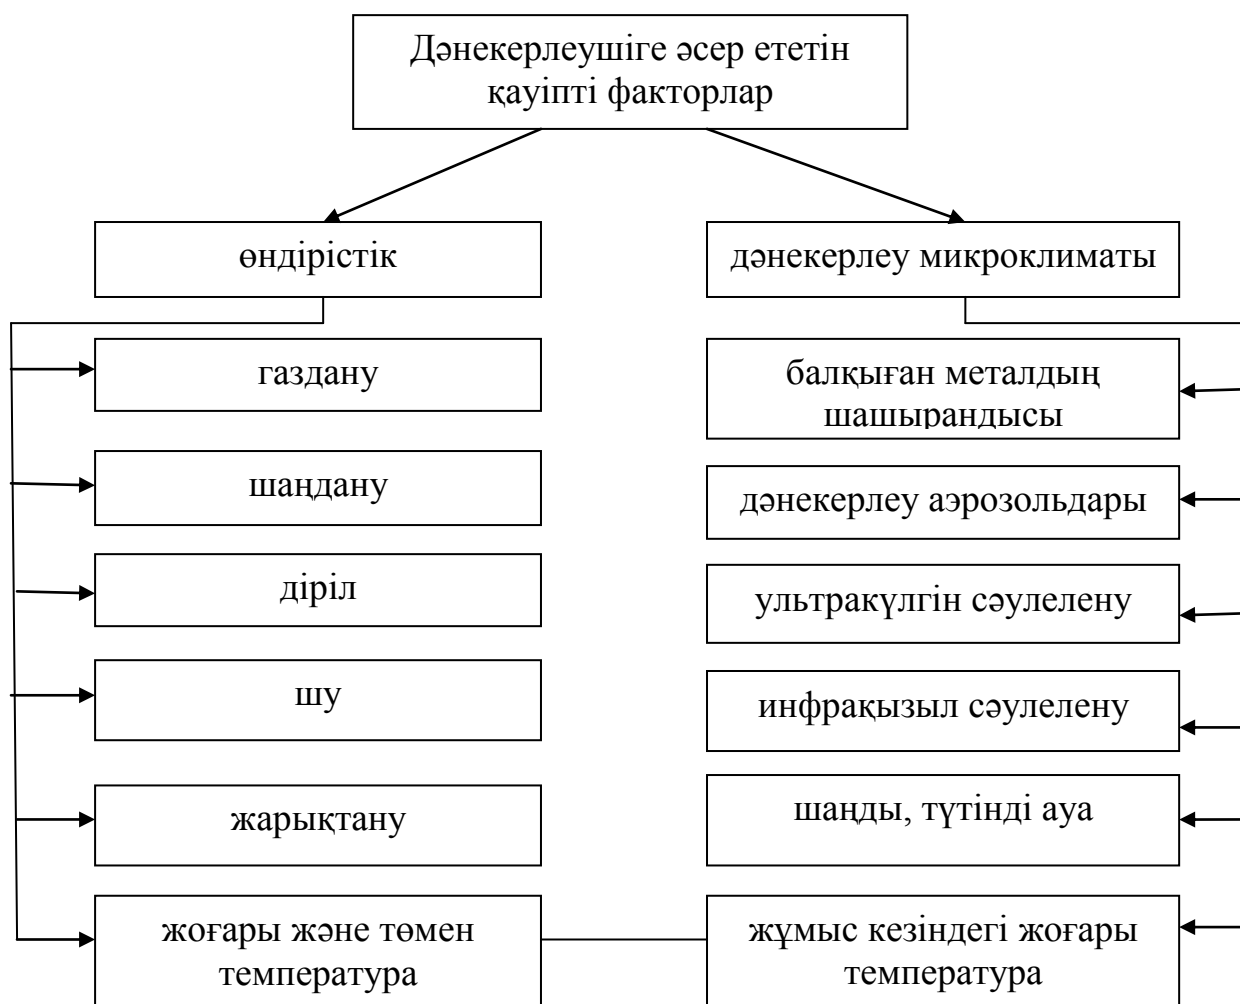 Дәнекерлеушіге әсер ететін
қауіпті факторлар
өндірістік
дәнекерлеу микроклиматы
газдану
балқыған металдың
шашырандысы
шаңдану
дәнекерлеу аэрозольдары
діріл
ультракүлгін сәулелену
шу
инфрақызыл сәулелену
жарықтану
шаңды, түтінді ауа
жоғары және төмен
температура
жұмыс кезіндегі жоғары
температура